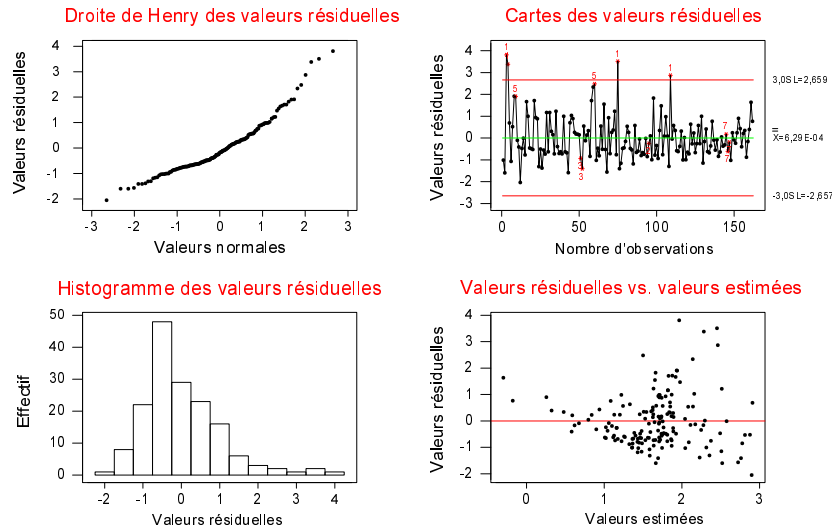 Droite de Henry des valeurs résiduelles
Valeurs résiduelles
4
3
2
1
0
-1
-2
-3 -2 -1 0 1 2 3
Valeurs normales
Cartes des valeurs résiduelles
Valeurs résiduelles
4
3
2
1
0
-1
-2
-3
1
5
5
1
1
7
3
3,0SL=2,659
X=6,29E-04
-3,0SL=-2,657
0 50 100 150
Nombre d'observations
Histogramme des valeurs résiduelles
Effectif
50
40
30
20
10
0
-2 -1 0 1 2 3 4
Valeurs résiduelles
Valeurs résiduelles vs. valeurs estimées
Valeurs résiduelles
4
3
2
1
0
-1
-2
0 1 2 3
Valeurs estimées